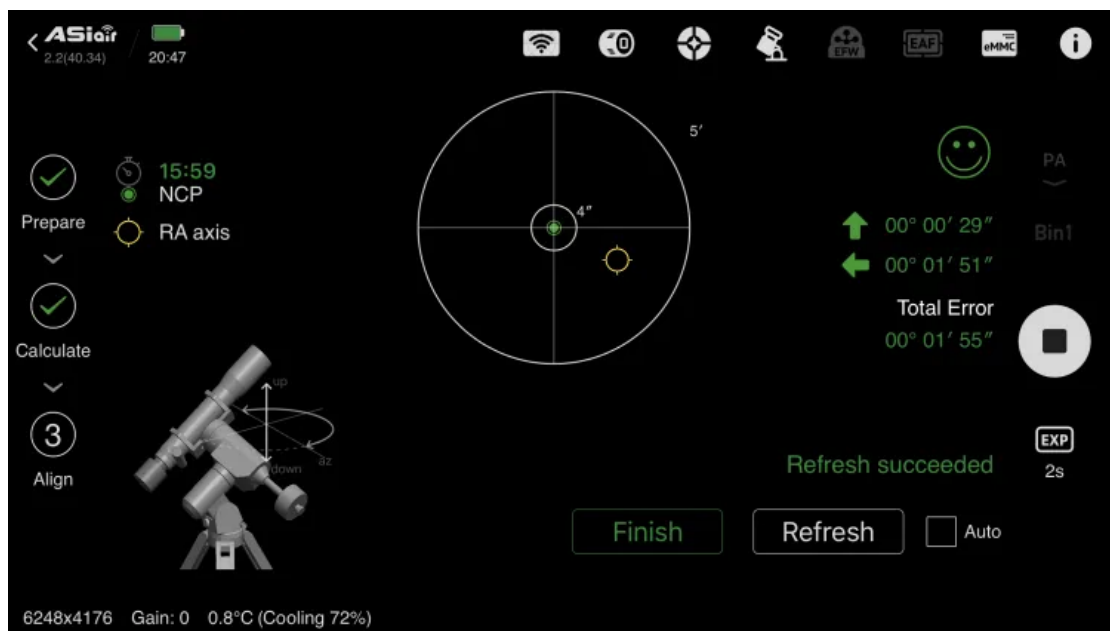 ASiair
2.2(40.34)
20:47
EFW
EAF
eMMC
i
15:59
NCP
RA axis
Prepare
Calculate
3
Align
up
down
az
5′
4″
PA
00° 00′ 29″
Bin1
00° 01′ 51″
Total Error
00° 01′ 55″
EXP
2s
Refresh succeeded
Finish
Refresh
Auto
6248x4176 Gain: 0 0.8°C (Cooling 72%)